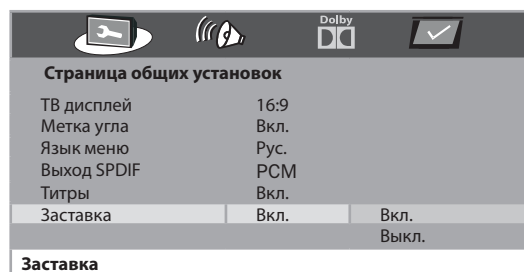 Dolby
Страница общих установок
ТВ дисплей 16:9
Метка угла Вкл.
Язык меню Рус.
Выход SPDIF PCM
Титры Вкл.
Заставка Вкл. Вкл.
Выкл.
Заставка